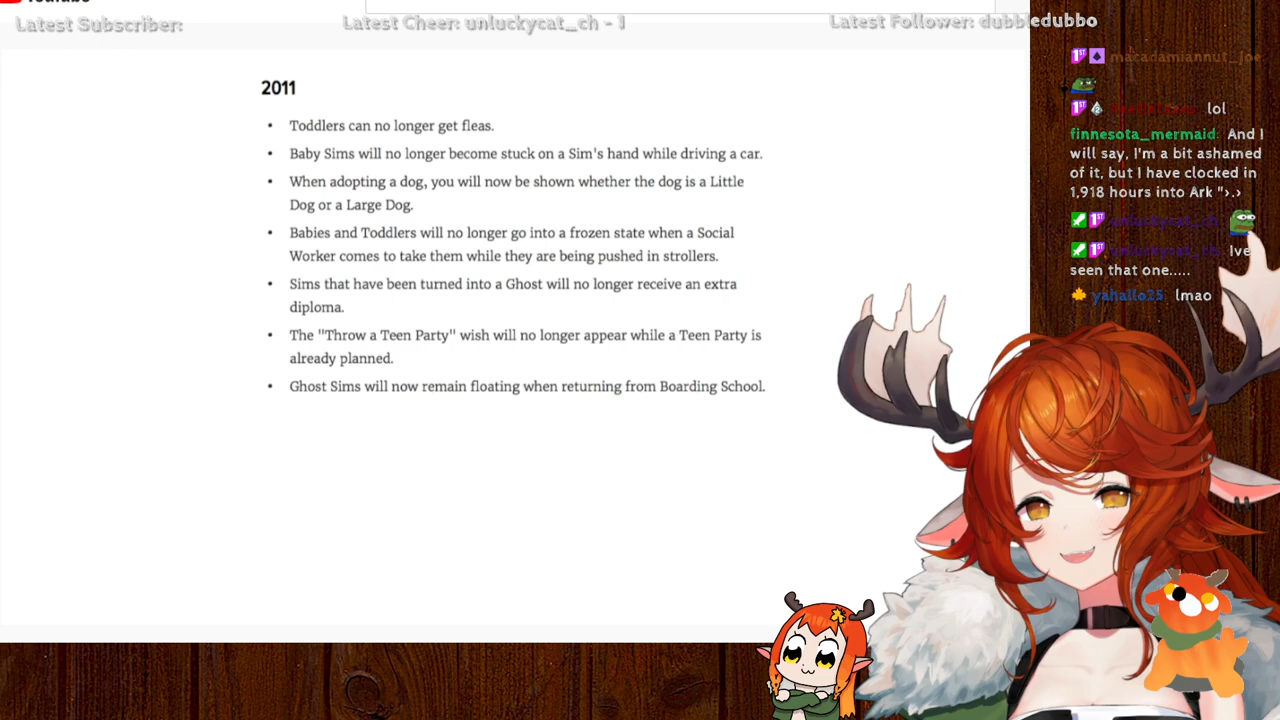 Latest Subscriber:
Latest Cheer: unluckycat_ch - 1
Latest Follower: dubbledubbo
2011
• Toddlers can no longer get fleas.
• Baby Sims will no longer become stuck on a Sim's hand while driving a car.
• When adopting a dog, you will now be shown whether the dog is a Little
Dog or a Large Dog.
• Babies and Toddlers will no longer go into a frozen state when a Social
Worker comes to take them while they are being pushed in strollers.
• Sims that have been turned into a Ghost will no longer receive an extra
diploma.
• The "Throw a Teen Party" wish will no longer appear while a Teen Party is
already planned.
• Ghost Sims will now remain floating when returning from Boarding School.
macadamiannut_joe
lol
finnesota_mermaid: And I
will say, I'm a bit ashamed
of it, but I have clocked in
1,918 hours into Ark ">.>
unluckycat_ch
unluckycat_ch Ive
seen that one.....
yahallo25 lmao